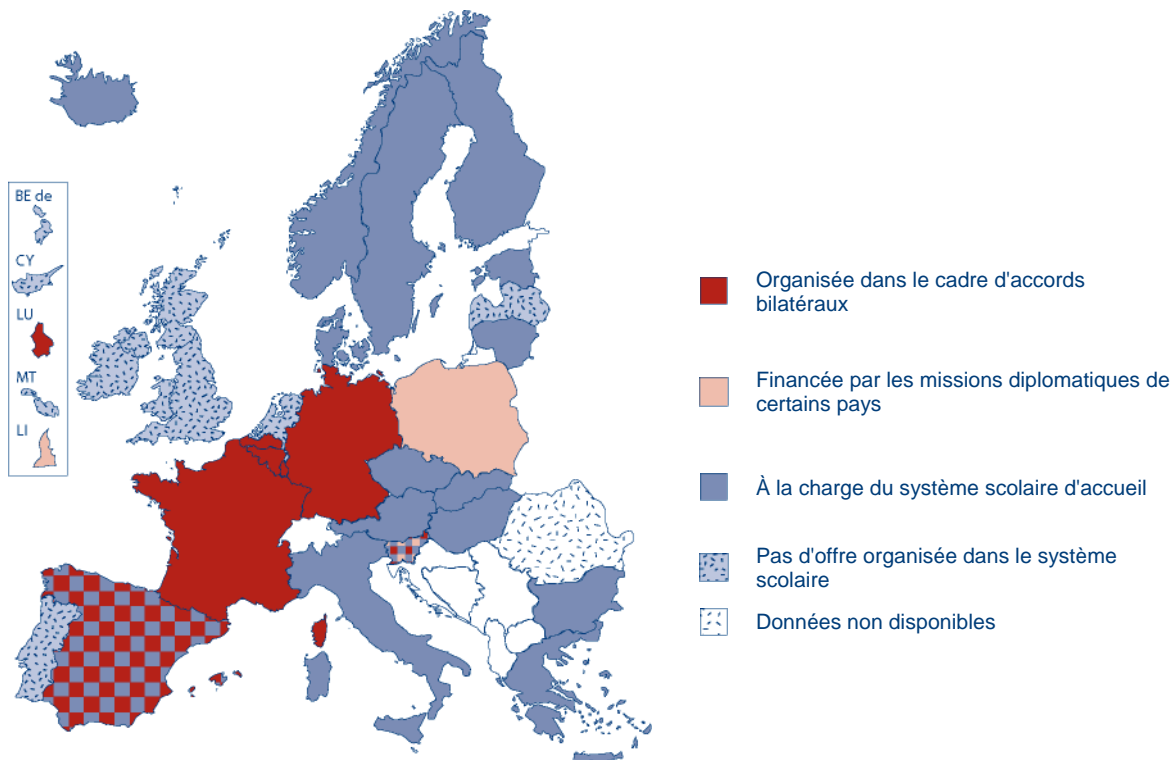 BE de
CY
LU
MT
LI
Organisée dans le cadre d'accords
bilatéraux
Financée par les missions diplomatiques de
certains pays
À la charge du système scolaire d'accueil
Pas d'offre organisée dans le système
scolaire
Données non disponibles